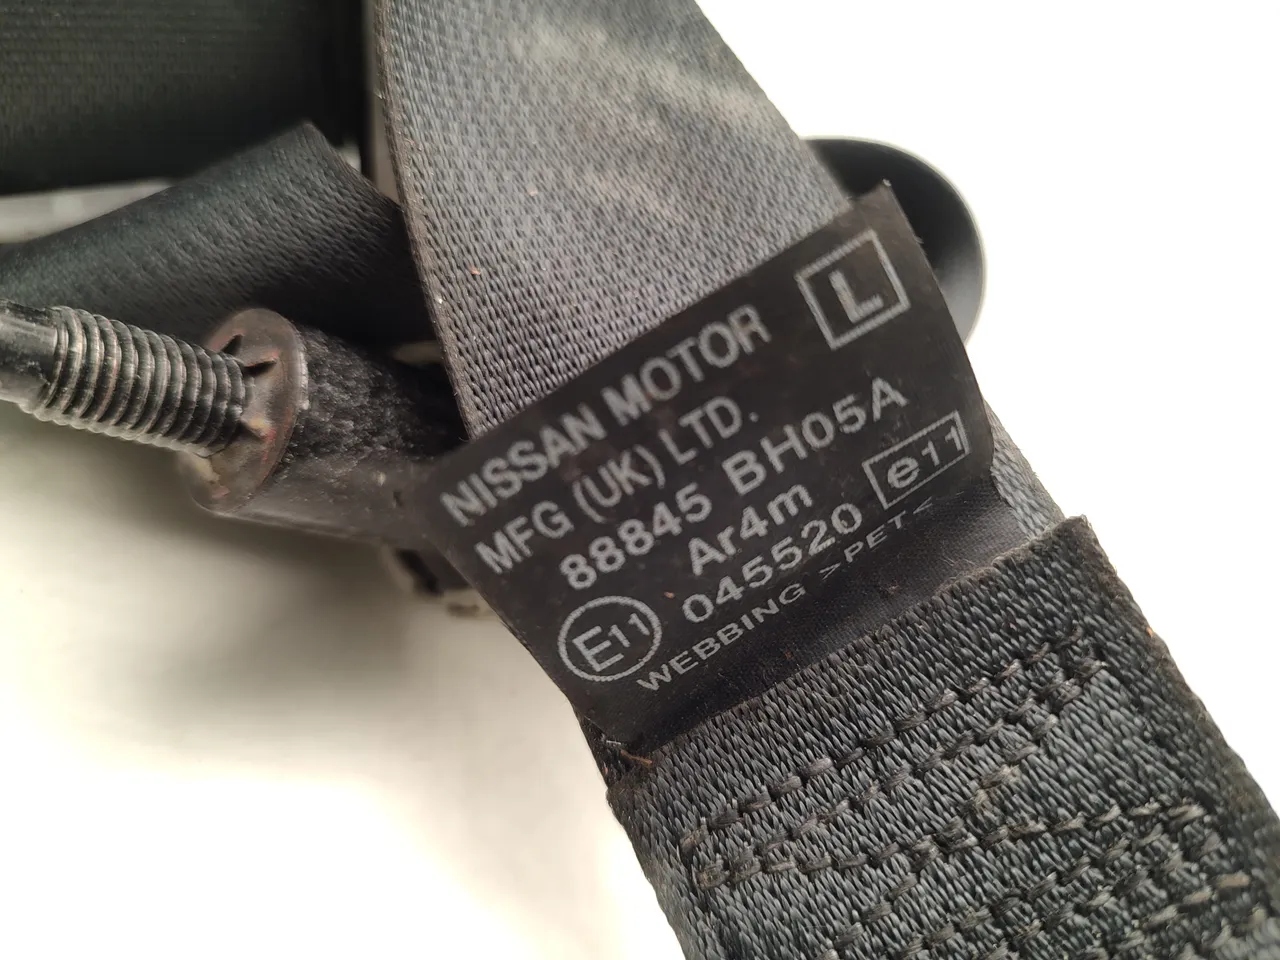 L
NISSAN MOTOR
MFG (UK) LTD.
88845 BH05A
Ar4m
E11 045520 e11
WEBBING >PET<